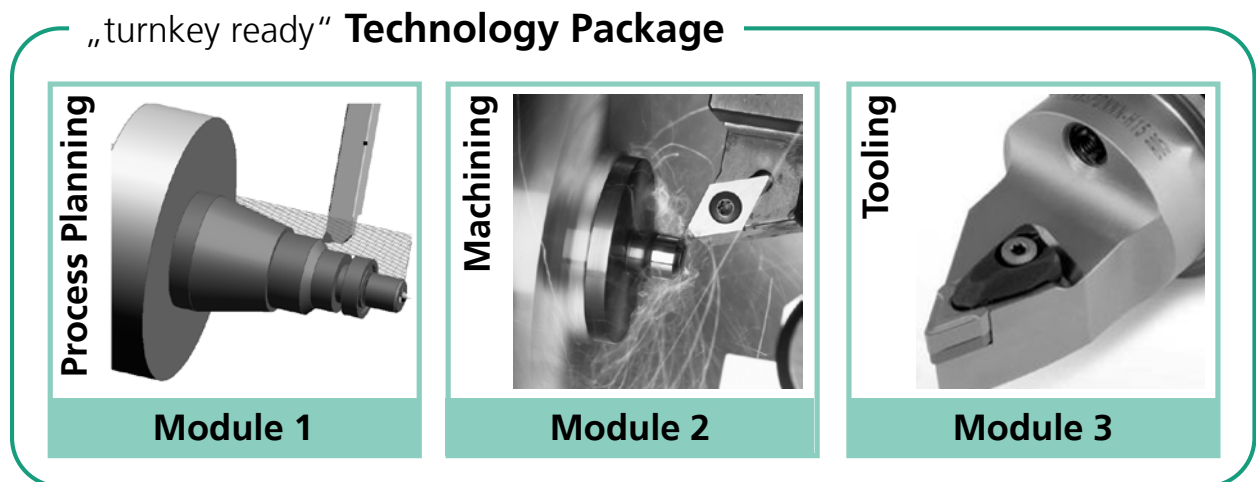 „turnkey ready“ Technology Package
Process Planning
Module 1
Machining
Module 2
Tooling
Module 3